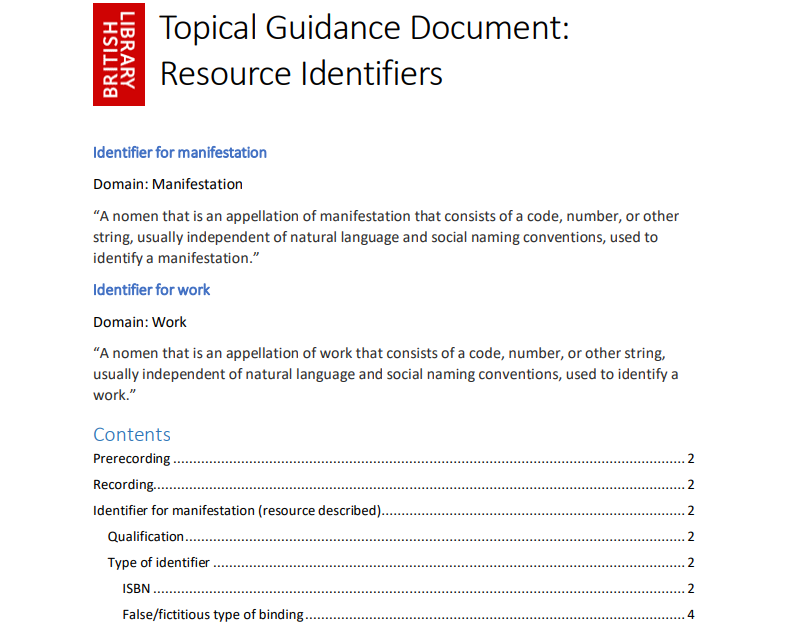 BRITISH
LIBRARY
Topical Guidance Document:
Resource Identifiers
Identifier for manifestation
Domain: Manifestation
“A nomen that is an appellation of manifestation that consists of a code, number, or other
string, usually independent of natural language and social naming conventions, used to
identify a manifestation.”
Identifier for work
Domain: Work
“A nomen that is an appellation of work that consists of a code, number, or other string,
usually independent of natural language and social naming conventions, used to identify a
work.”
Contents
Prerecording ........ 2
Recording........ 2
Identifier for manifestation (resource described)........ 2
Qualification........ 2
Type of identifier ........ 2
ISBN ........ 2
False/fictitious type of binding........ 4